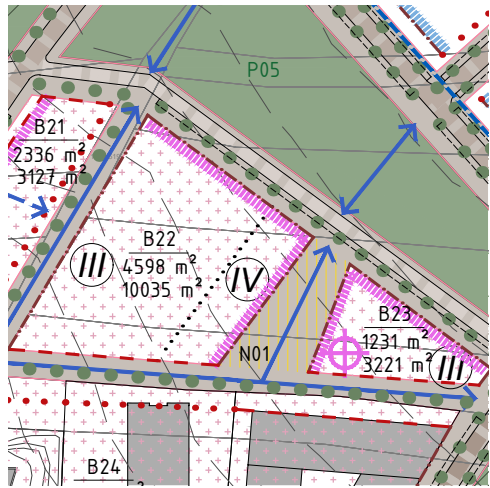 P05
B21
2336 m²
3127 m²
B22
4598 m²
10035 m²
III
IV
B23
1231 m²
3221 m²
III
N01
B24